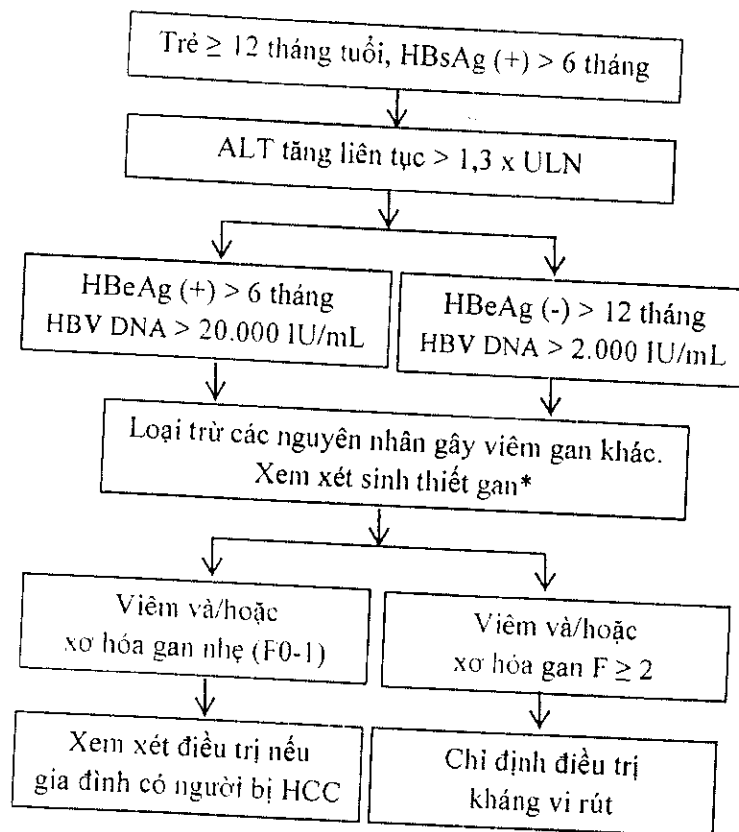 Trẻ ≥ 12 tháng tuổi, HBsAg (+) > 6 tháng
ALT tăng liên tục > 1,3 x ULN
HBeAg (+) > 6 tháng
HBV DNA > 20.000 IU/mL
HBeAg (-) > 12 tháng
HBV DNA > 2.000 IU/mL
Loại trừ các nguyên nhân gây viêm gan khác.
Xem xét sinh thiết gan*
Viêm và/hoặc
xơ hóa gan nhẹ (F0-1)
Viêm và/hoặc
xơ hóa gan F ≥ 2
Xem xét điều trị nếu
gia đình có người bị HCC
Chỉ định điều trị
kháng vi rút